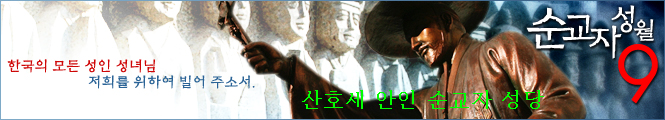 한국의 모든 성인 성녀님
저희를 위하여 빌어 주소서.
순교자 성월
9
산호세 한인 순교자 성당